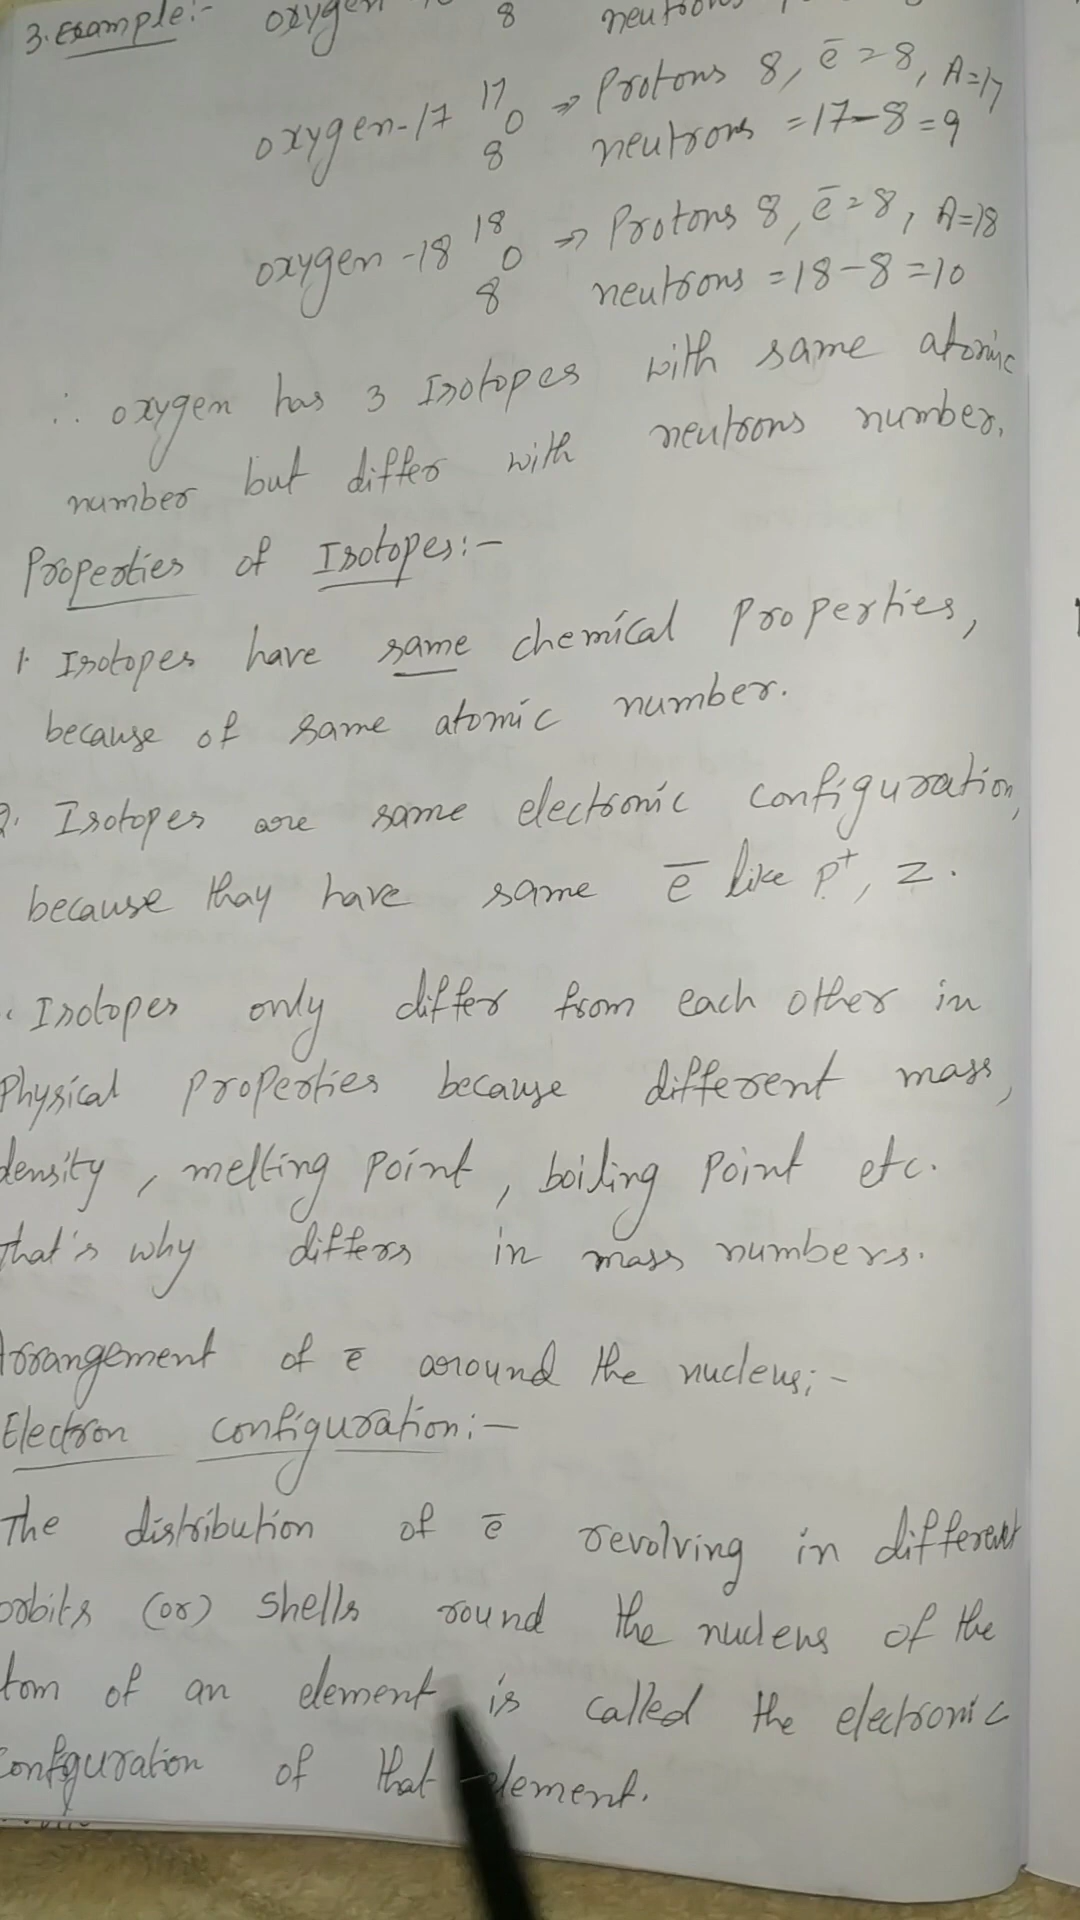 3. Example:- oxygen 8 neutrons
oxygen-17 17 8 O ⇒ Protons 8, ē = 8, A=17
neutrons = 17-8 = 9
oxygen-18 18 8 O ⇒ Protons 8, ē = 8, A=18
neutrons = 18-8 = 10
∴ oxygen has 3 Isotopes with same atomic
number but differ with neutrons number.
Properties of Isotopes:-
1. Isotopes have same chemical properties,
because of same atomic number.
2. Isotopes are same electronic configuration,
because thay have same ē like p+, z.
. Isotopes only differ from each other in
Physical properties because different mass,
density, melting point, boiling point etc.
that's why differs in mass numbers.
Arrangement of ē around the nucleus;-
Electron configuration:-
The distribution of ē revolving in different
orbits (or) shells round the nucleus of the
tom of an element is called the electronic
configuration of that element.